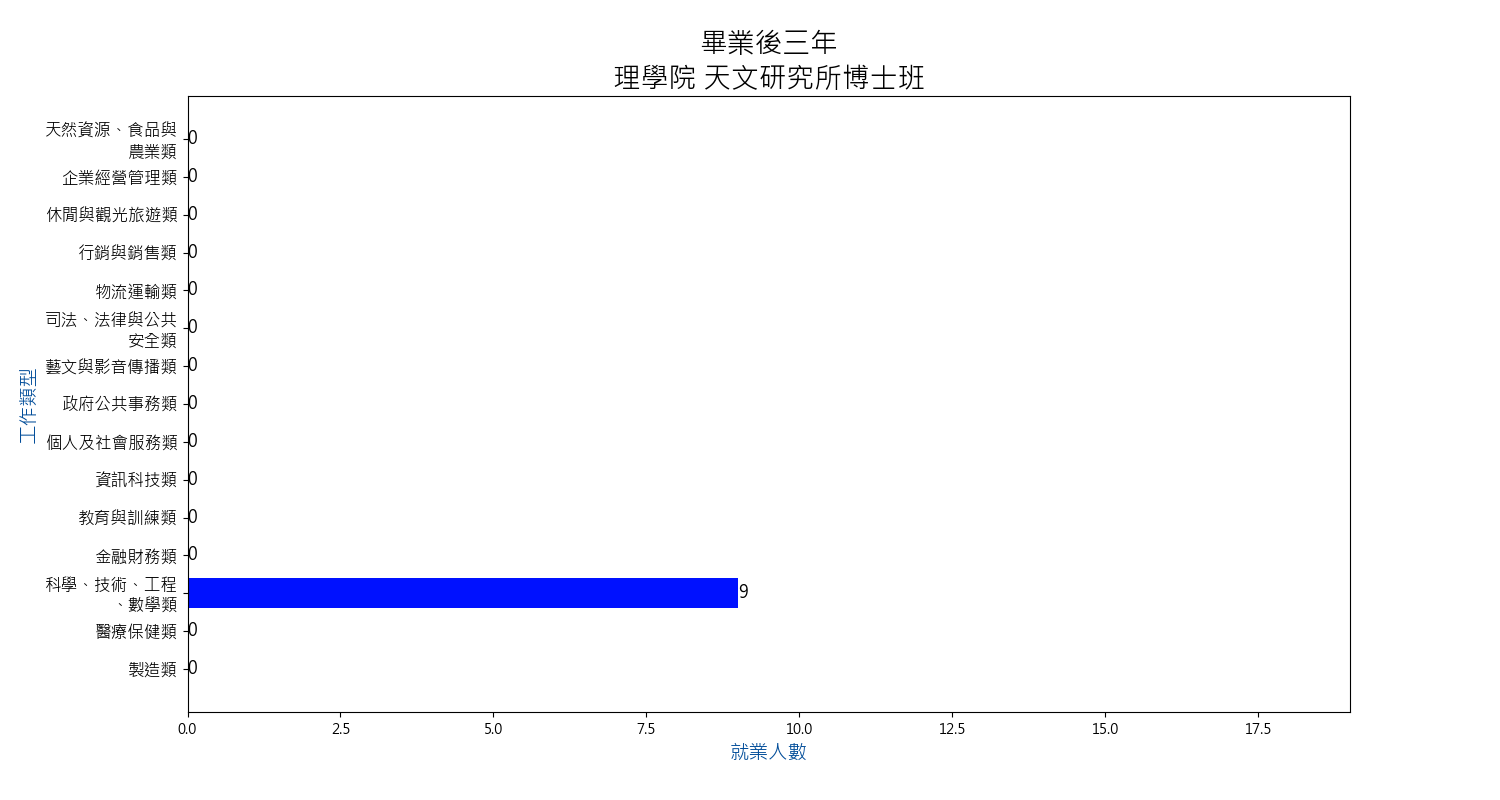 畢業後三年
理學院 天文研究所博士班
天然資源、食品與
農業類
0
企業經營管理類
0
休閒與觀光旅遊類
0
行銷與銷售類
0
物流運輸類
0
司法、法律與公共
安全類
0
藝文與影音傳播類
0
政府公共事務類
0
個人及社會服務類
0
資訊科技類
0
教育與訓練類
0
金融財務類
0
科學、技術、工程
、數學類
9
醫療保健類
0
製造類
0
工作類型
0.0 2.5 5.0 7.5 10.0 12.5 15.0 17.5
就業人數